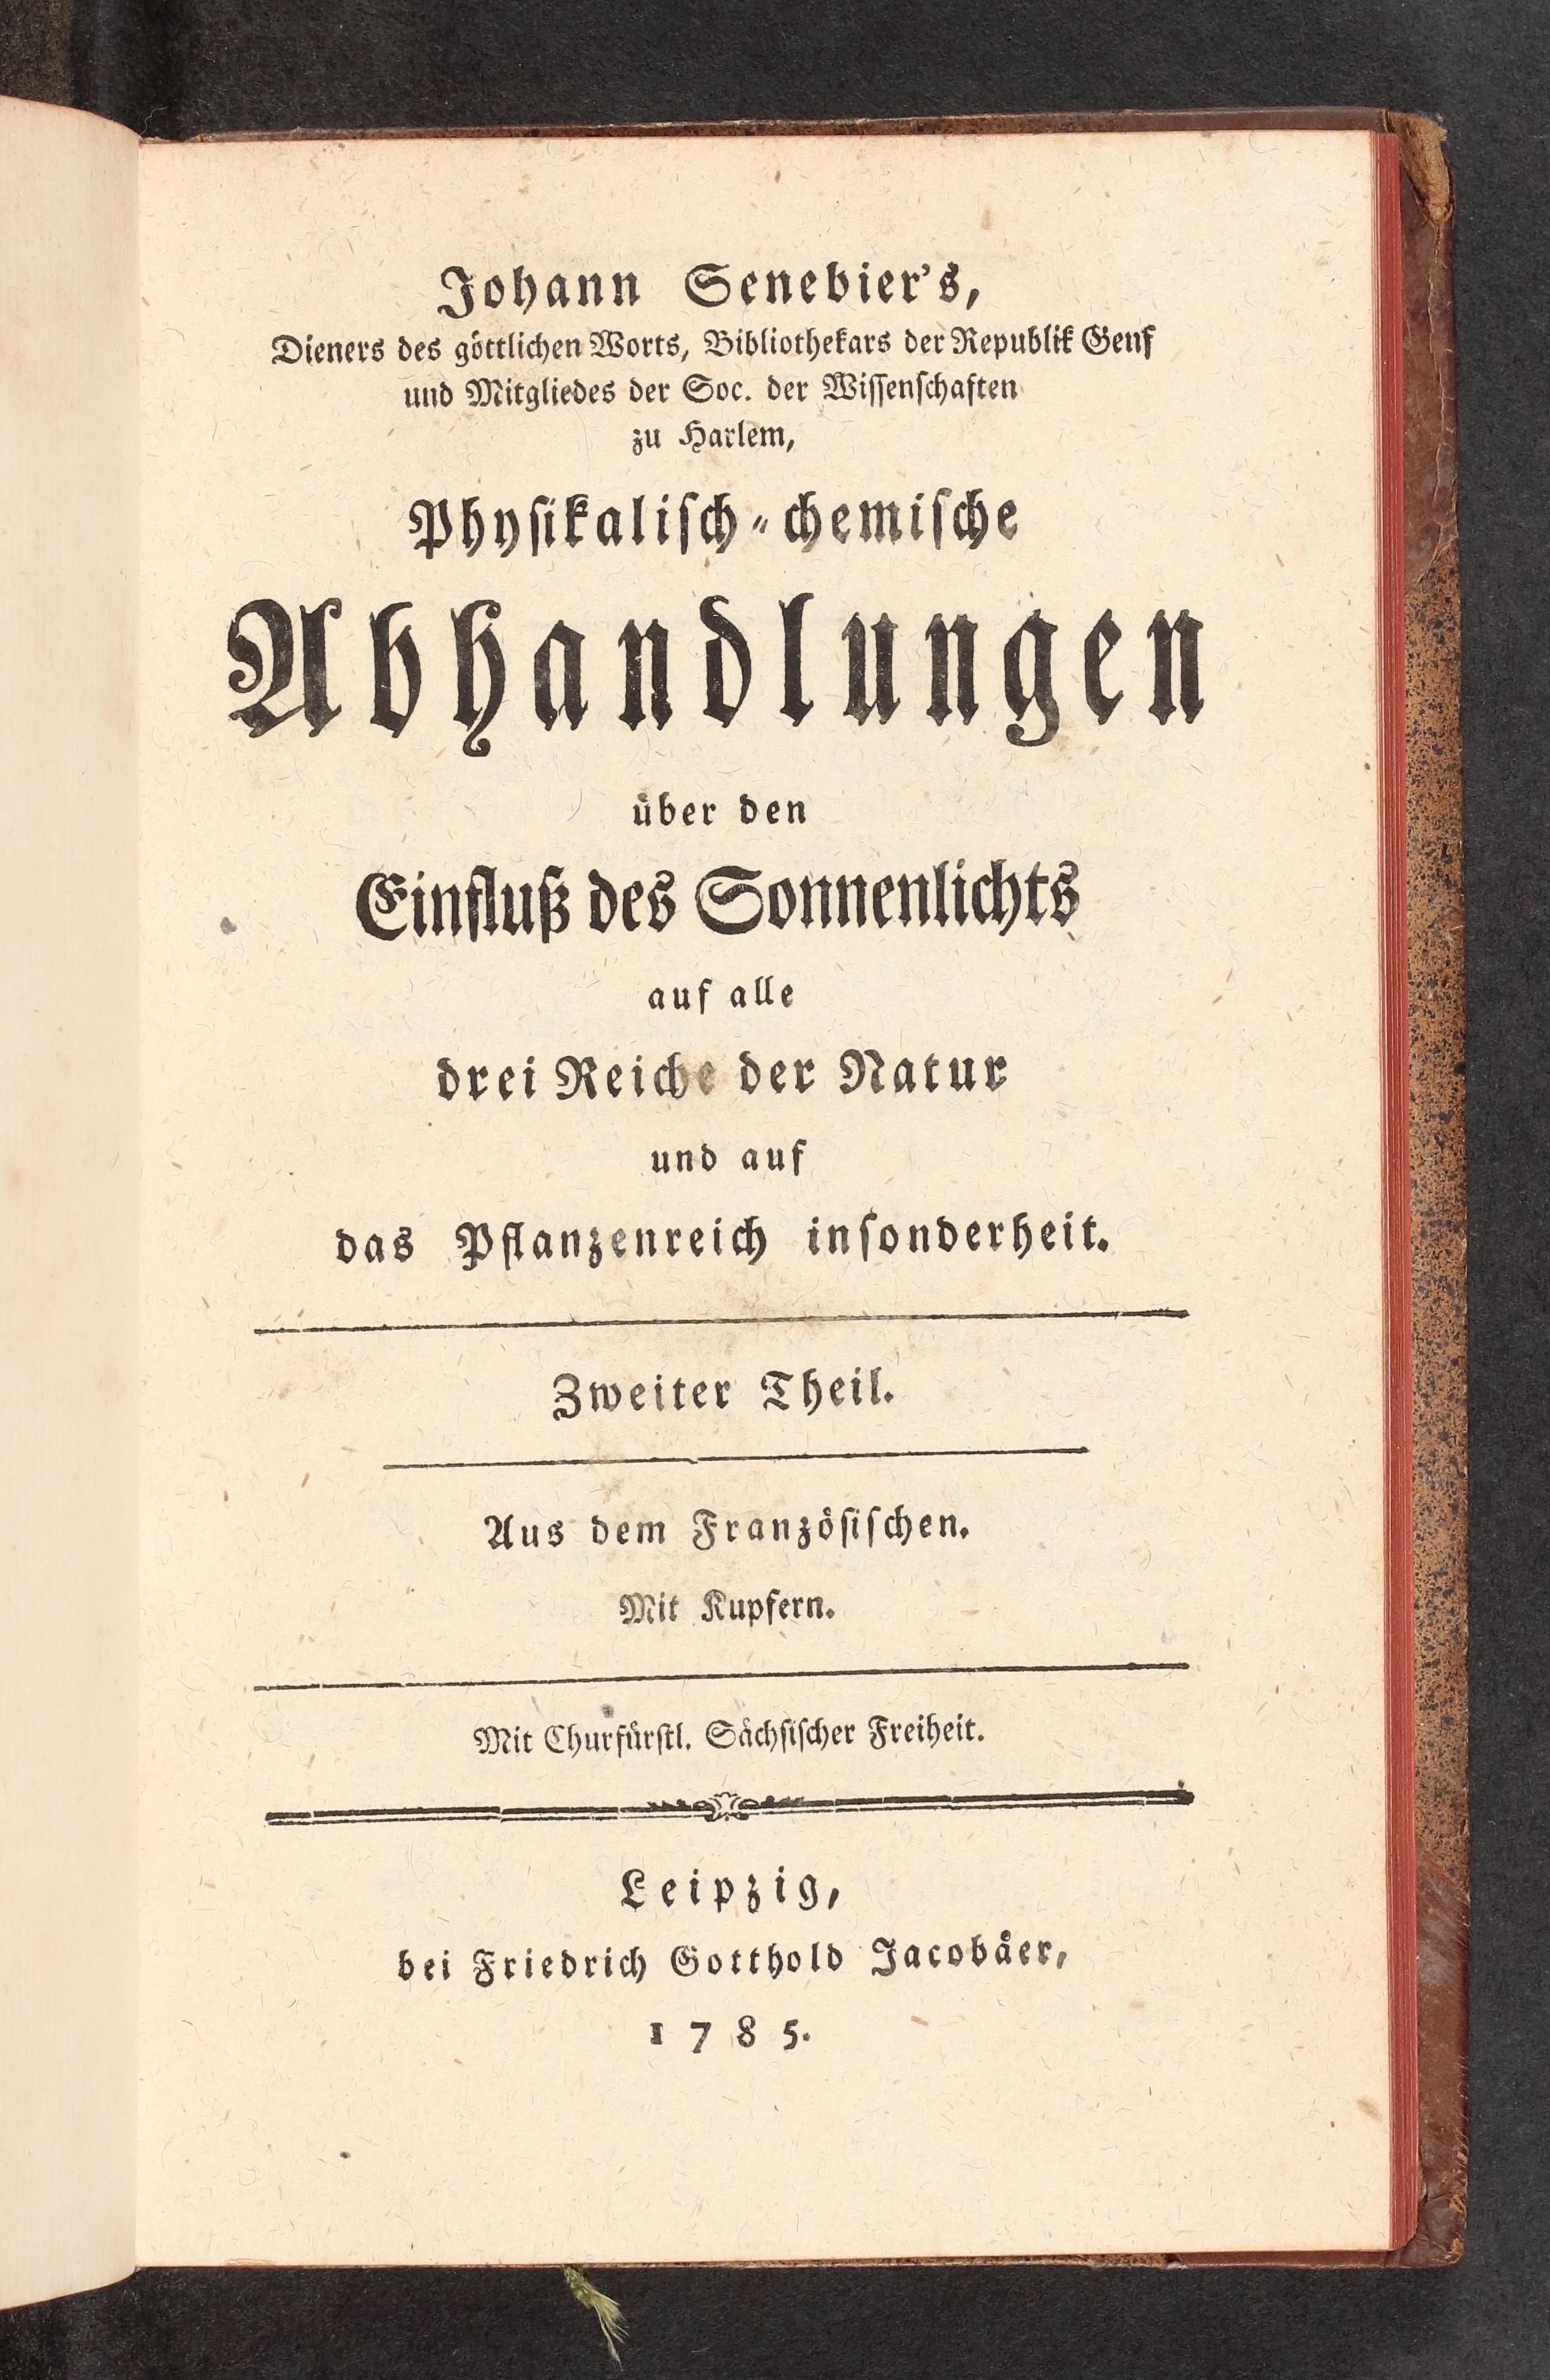 Johann Senebier's,
Dieners des göttlichen Worts, Bibliothekars der Republik Genf
und Mitgliedes der Soc. der Wissenschaften
zu Harlem,
Physikalisch-chemische
Abhandlungen
über den
Einfluß des Sonnenlichts
auf alle
drei Reiche der Natur
und auf
das Pflanzenreich insonderheit.
Zweiter Theil.
Aus dem Französischen.
Mit Kupfern.
Mit Churfürstl. Sächsischer Freiheit.
Leipzig,
bei Friedrich Gotthold Jacobäer,
1785.